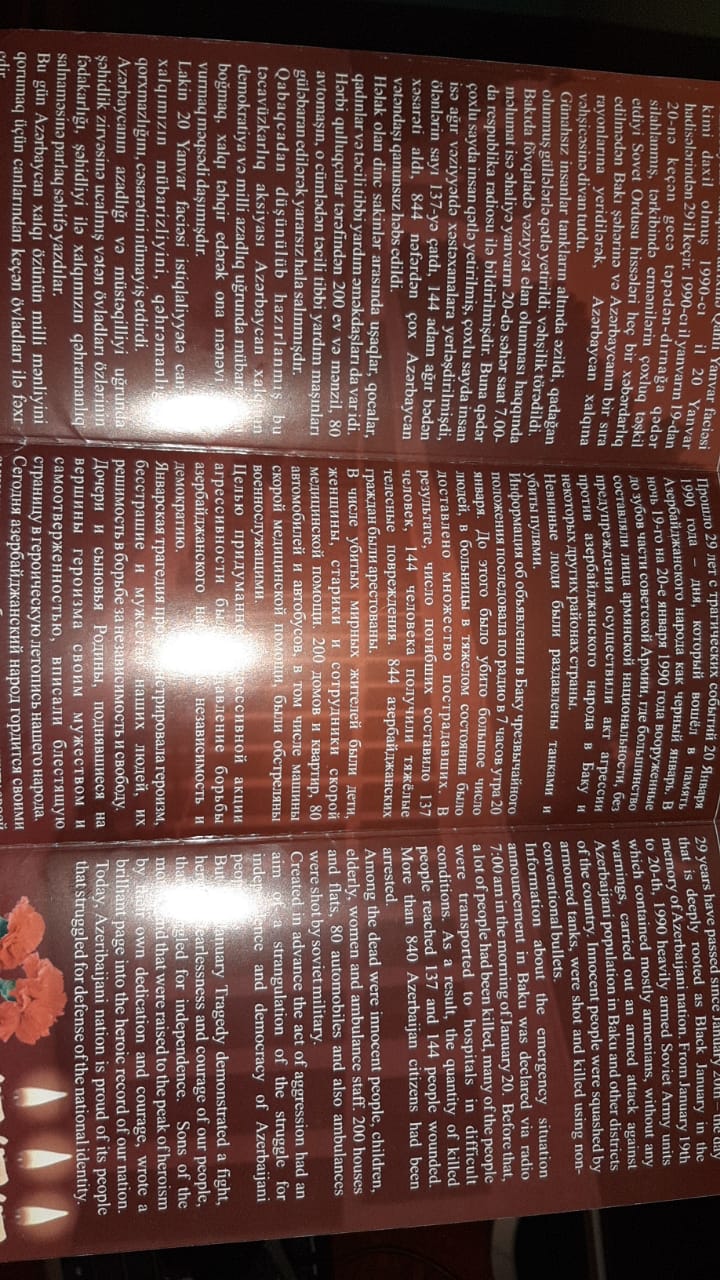 kimi daxil olmuş 1990-cı il 20 Yanvar
hadisələrindən 29 il keçir. 1990-cı il yanvarın 19-dan
20-nə keçən gecə təpədən-dırnağa qədər
silahlanmış, tərkibində ermənilərin çoxluq təşkil
etdiyi Sovet Ordusu hissələri heç bir xəbərdarlıq
edilmədən Bakı şəhərinə və Azərbaycanın bir sıra
rayonlarına yeridilərək, Azərbaycan xalqına
vəhşicəsinə divan tutdu.
Günahsız insanlar tankların altında əzildi, qadağan
olunmuş güllələrlə qətlə yetirildi, vəhşilik törədildi.
Bakıda fövqəladə vəziyyət elan olunması haqqında
məlumat isə əhaliyə yanvarın 20-də səhər saat 7.00-
da respublika radiosu ilə bildirilmişdir. Buna qədər
çoxlu sayda insan qətlə yetirilmiş, çoxlu sayda insan
isə ağır vəziyyətdə xəstəxanalara yerləşdirilmişdi,
ölənlərin sayı 137-yə çatdı, 144 adam ağır bədən
xəsarəti aldı, 844 nəfərdən çox Azərbaycan
vətəndaşı qanunsuz həbs edildi.
Həlak olan dinc sakinlər arasında uşaqlar, qocalar,
qadınlar və təcili tibbi yardım əməkdaşları da var idi.
Hərbi qulluqçular tərəfindən 200 ev və mənzil, 80
avtomaşın, o cümlədən təcili tibbi yardım maşınları
gülləbaran edilərək yararsız hala salınmışdır.
Qabaqcadan düşünülüb hazırlanmış bu
təcavüzkarlıq aksiyası Azərbaycan xalqının
demokratiya və milli azadlıq uğrunda
boğmaq, xalqı təhqir edərək ona mənəvi
vurmaq məqsədi daşımışdır.
Lakin 20 Yanvar faciəsi istiqlaliyyətə can
xalqımızın mübarizliyini, qəhrəmanlı
qorxmazlığını, cəsarətini nümayiş etdirdi.
Azərbaycanın azadlığı və müstəqilliyi uğrunda
şəhidlik zirvəsinə ucalmış vətən övladları özlərinin
fədakarlığı, şəhidliyi ilə xalqımızın qəhrəmanlıq
salnaməsinə parlaq səhifə yazdılar.
Bu gün Azərbaycan xalqı özünün milli mənliyini
qorumaq üçün canlarından keçən övladları ilə fəxr
edir.
прошло 29 лет с трагических событий 20 Января
1990 года – дня, который вошёл в память
Азербайджанского народа как черный январь. В
ночь с 19-го на 20-е января 1990 года вооруженные
до зубов части советской Армии, где большинство
составляли лица армянской национальности, без
предупреждения осуществили акт агрессии
против азербайджанского народа в Баку и
некоторых других районах страны.
Невинные люди были раздавлены танками и
убиты пулями.
Информация об объявлении в Баку чрезвычайного
положения последовала по радио в 7 часов утра 20
января. До этого было убито большое число
людей, в больницы в тяжелом состоянии было
доставлено множество пострадавших. В
результате, число погибших составило 137
человек, 144 человека получили тяжёлые
телесные повреждения. 844 азербайджанских
граждан были арестованы.
В числе убитых мирных жителей были дети,
женщины, старики и сотрудники скорой
медицинской помощи. 200 домов и квартир, 80
автомобилей и автобусов, в том числе машины
скорой медицинской помощи, были обстреляны
военнослужащими.
Целью агрессивной акции
агрессивности борьбы
азербайджанского независимость и
демократию.
Январская трагедия героизм,
бесстрашие и людей, их
решимость в борьбе за независимость и свободу.
Дочери и сыновья Родины, поднявшиеся на
вершины героизма своим мужеством и
самоотверженностью, вписали блестящую
страницу в героическую летопись нашего народа.
Сегодня азербайджанский народ гордится своими
29 years have passed since January
that is deeply rooted as Black January in the
memory of Azerbaijani nation. From January 19th
to 20-th, 1990 heavily armed Soviet Army units
which contained mostly armenians, without any
warnings, carried out an armed attack against
Azerbaijani population in Baku and other districts
of the country. Innocent people were squashed by
armoured tanks, were shot and killed using non-
conventional bullets.
Information about the emergency situation
announcement in Baku was declared via radio
7:00 am in the morning of January 20. Before that,
a lot of people had been killed, many of the people
were transported to hospitals in difficult
conditions. As a result, the quantity of killed
people reached 137 and 144 people wounded.
More than 840 Azerbaijan citizens had been
arrested.
Among the dead were innocent people, children,
elderly, women and ambulance staff. 200 houses
and flats, 80 automobiles and also ambulances
were shot by soviet military.
Created in advance the act of aggression had an
aim of a strangulation of the struggle for
independence and democracy of Azerbaijani
But January Tragedy demonstrated a fight,
fearlessness and courage of our people,
that struggled for independence. Sons of the
and that were raised to the peak of heroism
by their own dedication and courage, wrote a
brilliant page into the heroic record of our nation.
Today, Azerbaijani nation is proud of its people
that struggled for defense of the national identity.